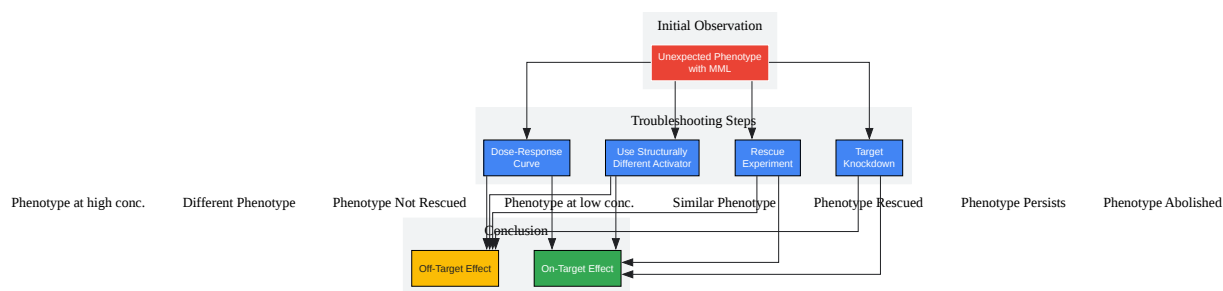 Initial Observation
Unexpected Phenotype
with MML
Troubleshooting Steps
Dose-Response
Curve
Use Structurally
Different Activator
Rescue
Experiment
Target
Knockdown
Phenotype at high conc.
Different Phenotype
Phenotype Not Rescued
Phenotype at low conc.
Similar Phenotype
Phenotype Rescued
Phenotype Persists
Phenotype Abolished
Conclusion
Off-Target Effect
On-Target Effect